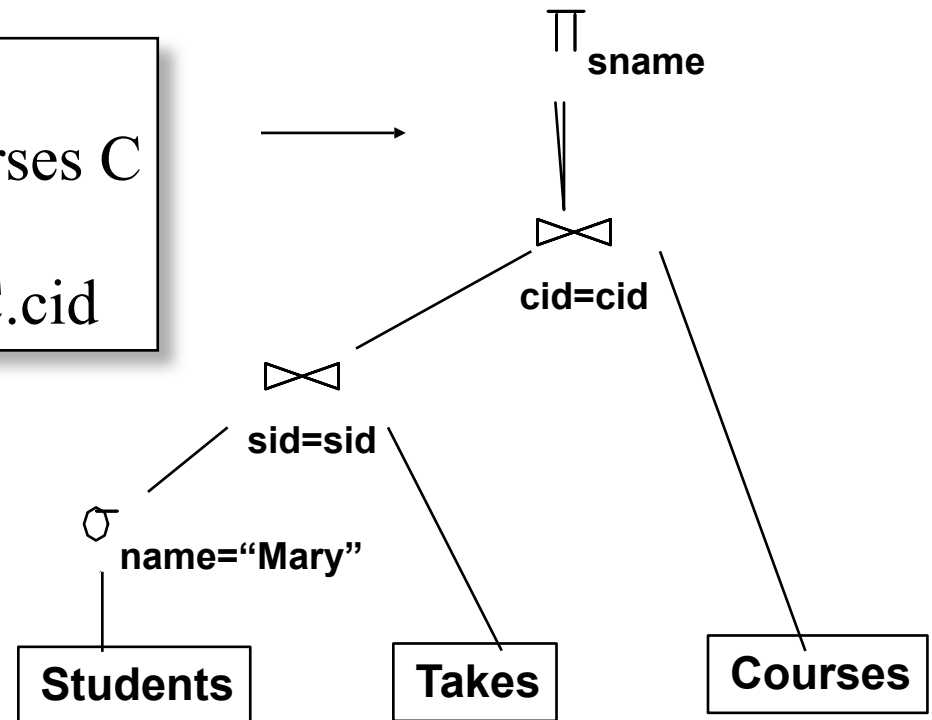 rses C
.cid
sname
cid=cid
sid=sid
name=“Mary”
Students
Takes
Courses